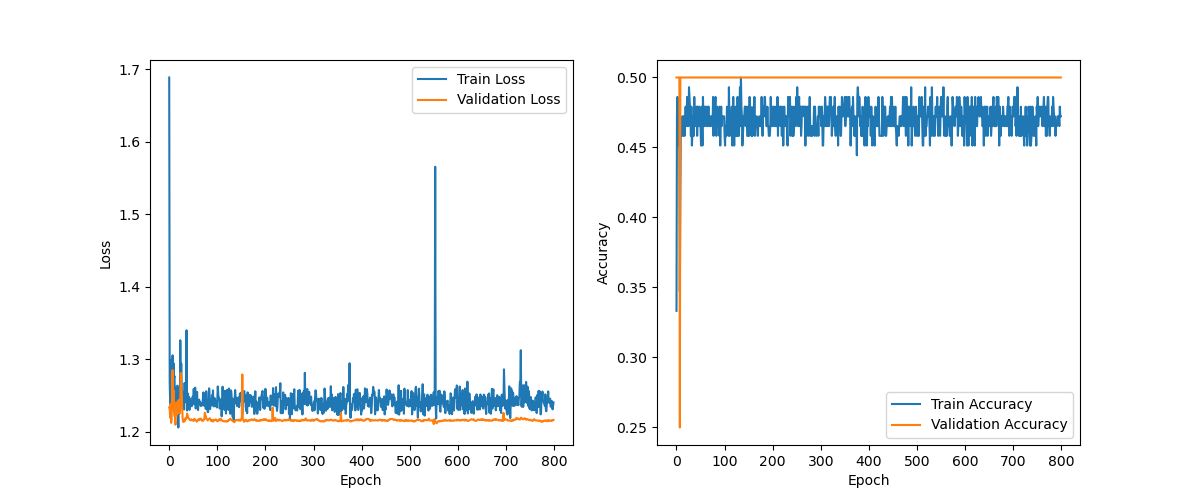 1.7
1.6
1.5
1.4
1.3
1.2
Loss
0 100 200 300 400 500 600 700 800
Epoch
Train Loss
Validation Loss
0.50
0.45
0.40
0.35
0.30
0.25
Accuracy
0 100 200 300 400 500 600 700 800
Epoch
Train Accuracy
Validation Accuracy